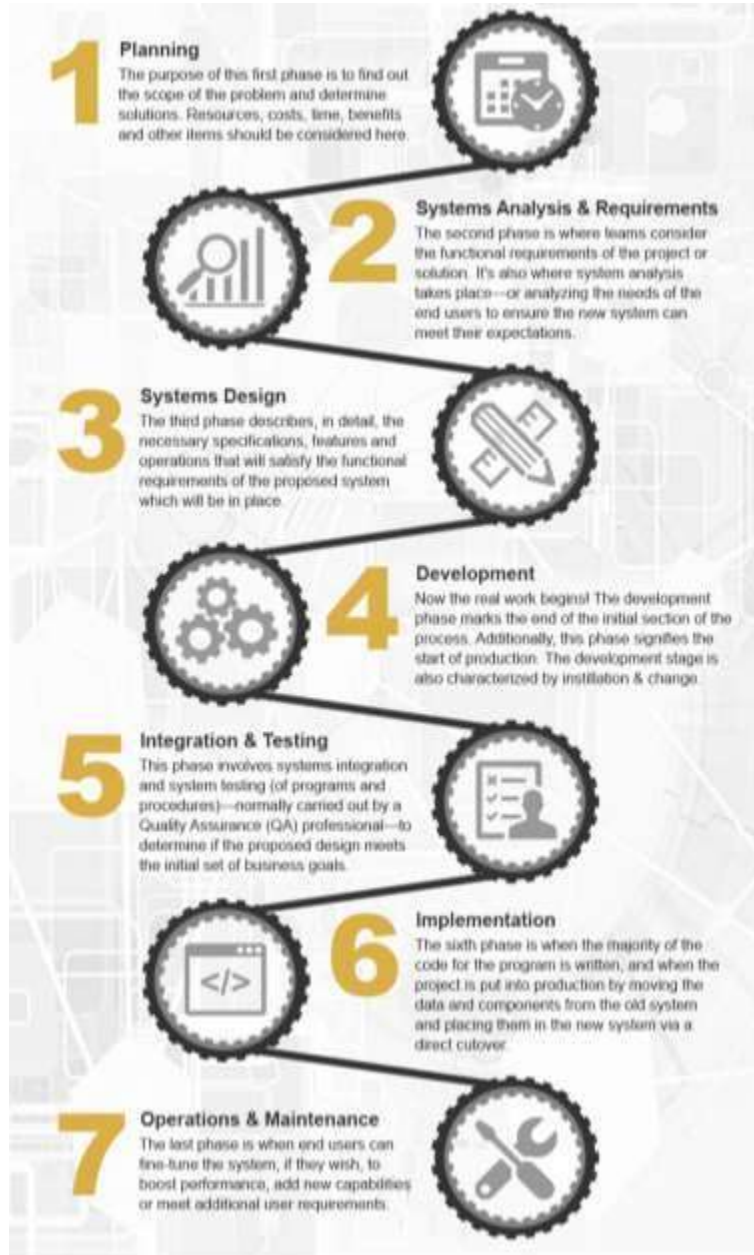 1
Planning
The purpose of this first phase is to find out
the scope of the problem and determine
solutions. Resources, costs, time, benefits
and other items should be considered here.
2
Systems Analysis & Requirements
The second phase is where teams consider
the functional requirements of the project or
solution. It's also where system analysis
takes place—or analyzing the needs of the
end users to ensure the new system can
meet their expectations.
3
Systems Design
The third phase describes, in detail, the
necessary specifications, features and
operations that will satisfy the functional
requirements of the proposed system
which will be in place.
4
Development
Now the real work begins! The development
phase marks the end of the initial section of the
process. Additionally, this phase signifies the
start of production. The development stage is
also characterized by instillation & change.
5
Integration & Testing
This phase involves systems integration
and system testing (of programs and
procedures)—normally carried out by a
Quality Assurance (QA) professional—to
determine if the proposed design meets
the initial set of business goals.
</>
6
Implementation
The sixth phase is when the majority of the
code for the program is written, and when the
project is put into production by moving the
data and components from the old system
and placing them in the new system via a
direct cutover.
7
Operations & Maintenance
The last phase is when end users can
fine-tune the system, if they wish, to
boost performance, add new capabilities
or meet additional user requirements.